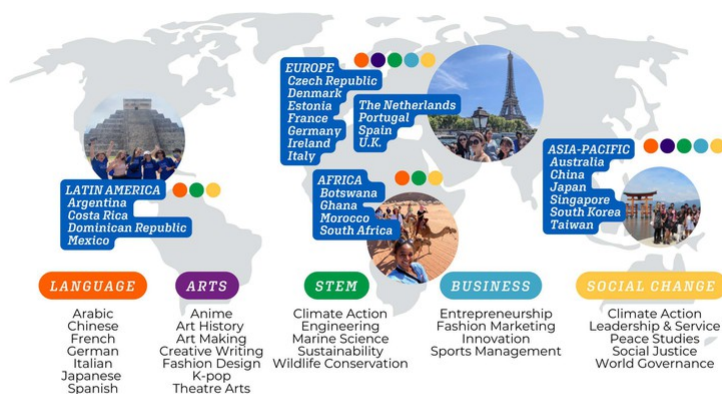 EUROPE
Czech Republic
Denmark
Estonia
France
Germany
Ireland
Italy
The Netherlands
Portugal
Spain
U.K.
LATIN AMERICA
Argentina
Costa Rica
Dominican Republic
Mexico
AFRICA
Botswana
Ghana
Morocco
South Africa
ASIA-PACIFIC
Australia
China
Japan
Singapore
South Korea
Taiwan
LANGUAGE
Arabic
Chinese
French
German
Italian
Japanese
Spanish
ARTS
Anime
Art History
Art Making
Creative Writing
Fashion Design
K-pop
Theatre Arts
STEM
Climate Action
Engineering
Marine Science
Sustainability
Wildlife Conservation
BUSINESS
Entrepreneurship
Fashion Marketing
Innovation
Sports Management
SOCIAL CHANGE
Climate Action
Leadership & Service
Peace Studies
Social Justice
World Governance